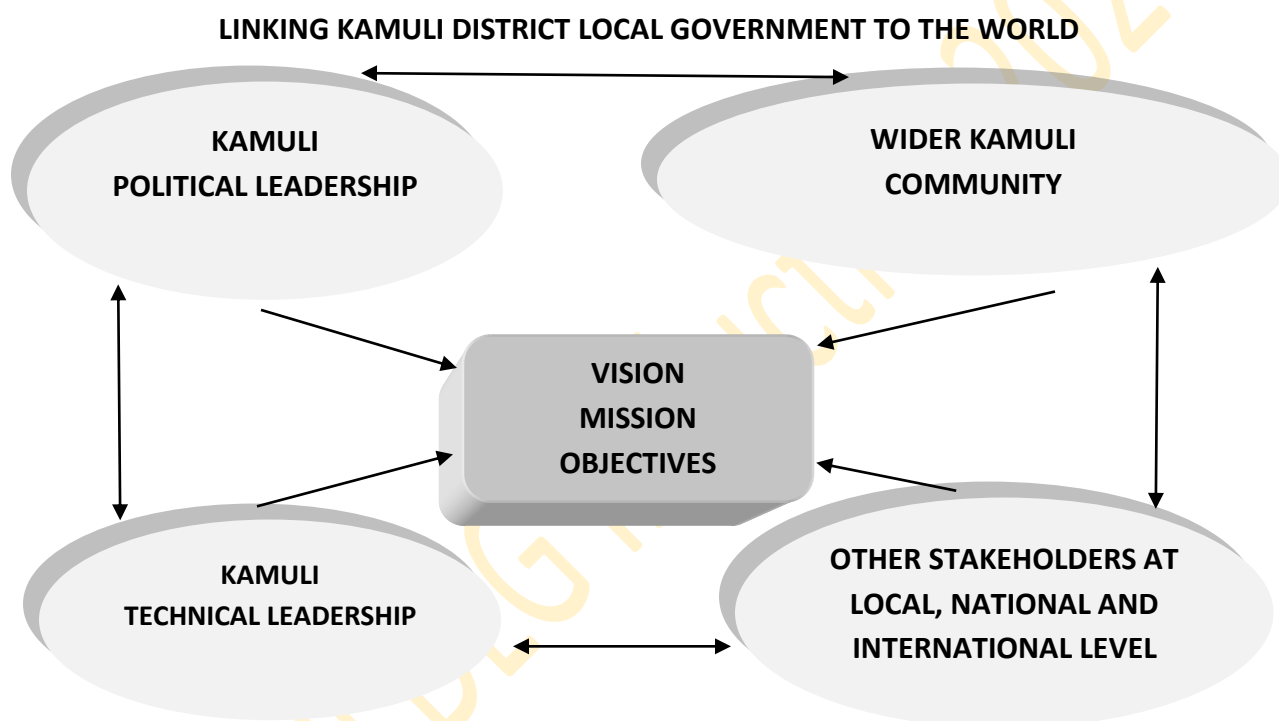 LINKING KAMULI DISTRICT LOCAL GOVERNMENT TO THE WORLD
KAMULI
POLITICAL LEADERSHIP
WIDER KAMULI
COMMUNITY
VISION
MISSION
OBJECTIVES
KAMULI
TECHNICAL LEADERSHIP
OTHER STAKEHOLDERS AT
LOCAL, NATIONAL AND
INTERNATIONAL LEVEL